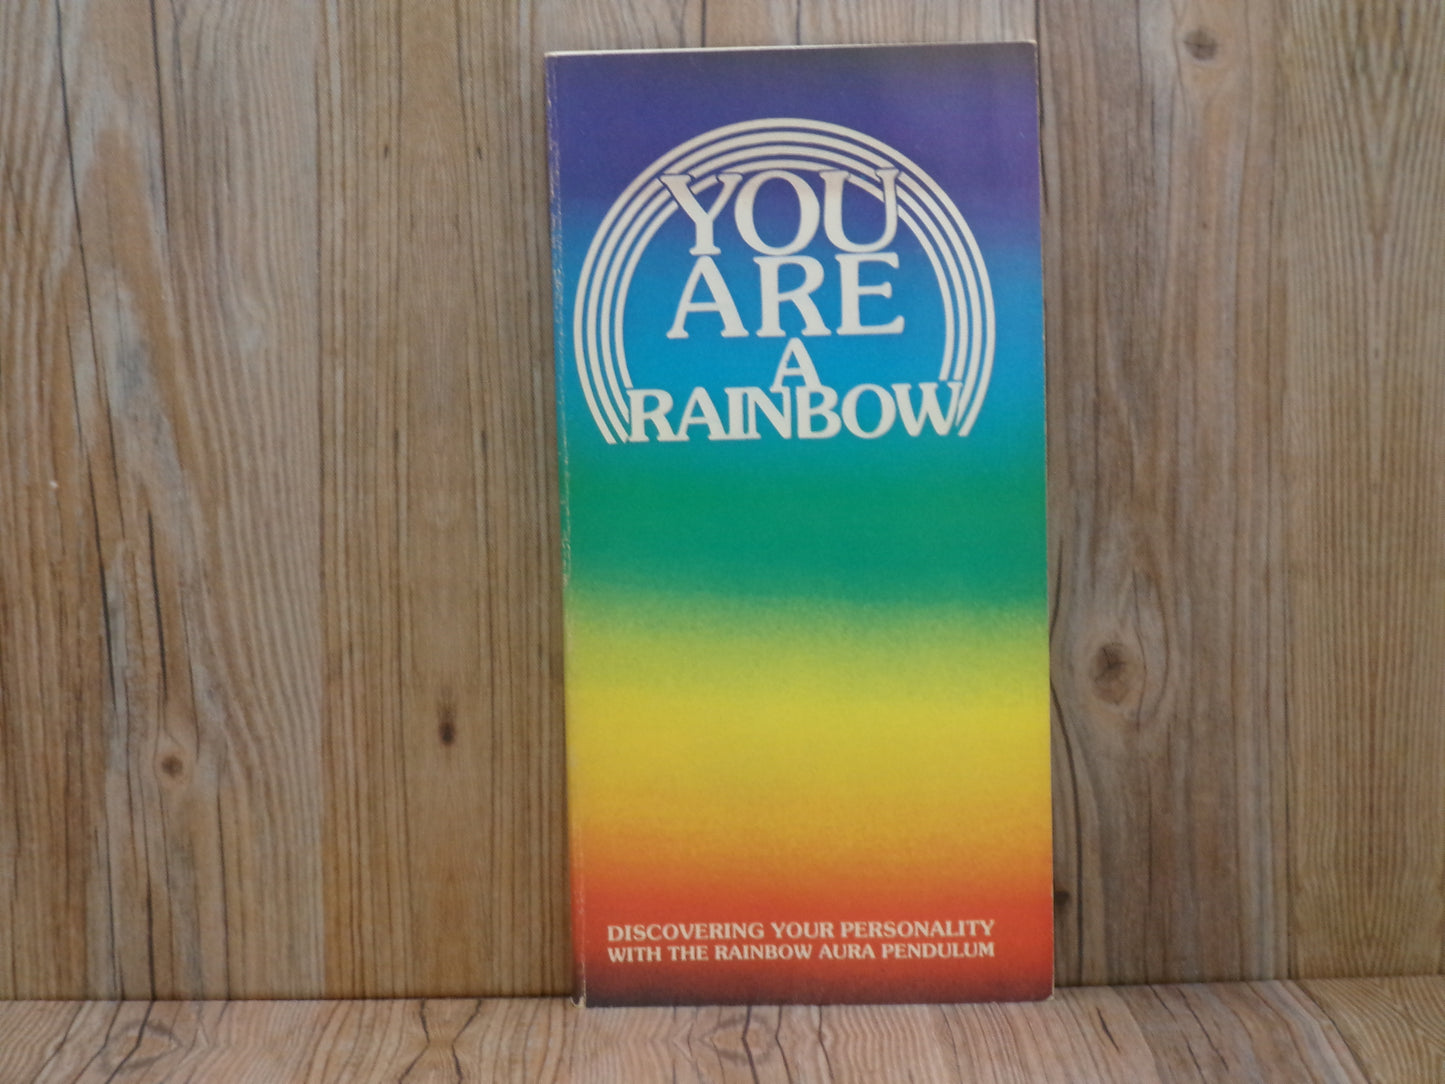 YOU
ARE
A
RAINBOW
DISCOVERING YOUR PERSONALITY
WITH THE RAINBOW AURA PENDULUM